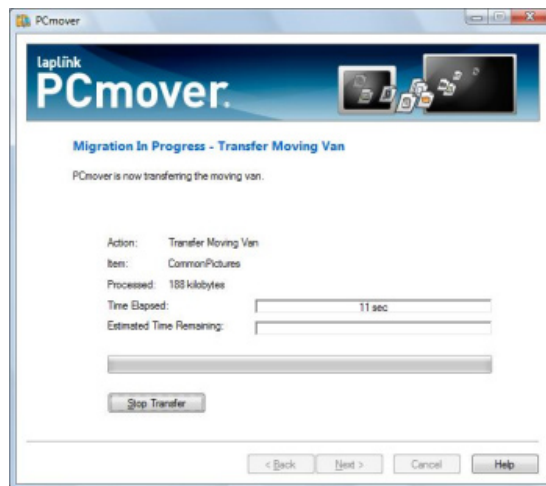 PCmover
laplink
PCmover.
Migration In Progress - Transfer Moving Van
PCmover is now transferring the moving van.
Action: Transfer Moving Van
Item: CommonPictures
Processed: 188 kilobytes
Time Elapsed: 11 sec
Estimated Time Remaining:
Stop Transfer
< Back Next > Cancel Help